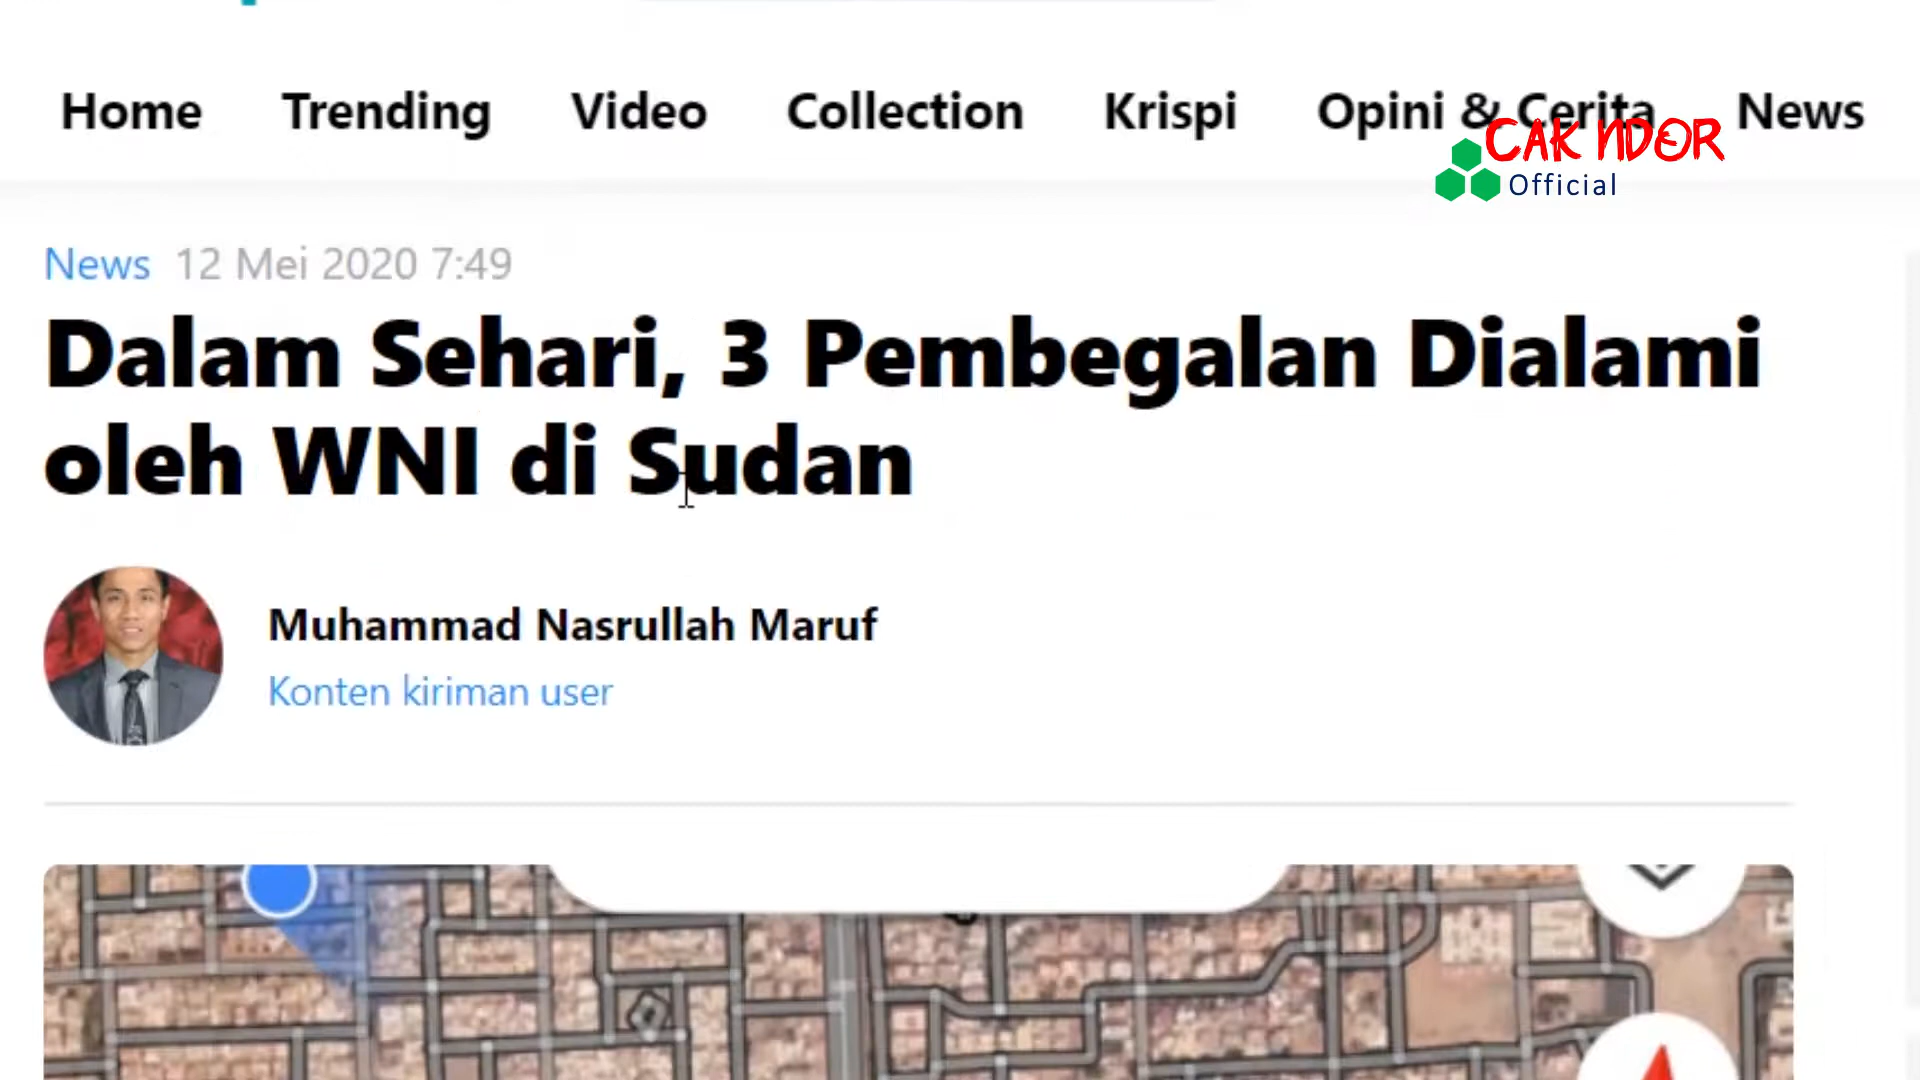 Home Trending Video Collection Krispi Opini & Cerita News
CAK NDOR
Official
News 12 Mei 2020 7:49
Dalam Sehari, 3 Pembegalan Dialami
oleh WNI di Sudan
Muhammad Nasrullah Maruf
Konten kiriman user